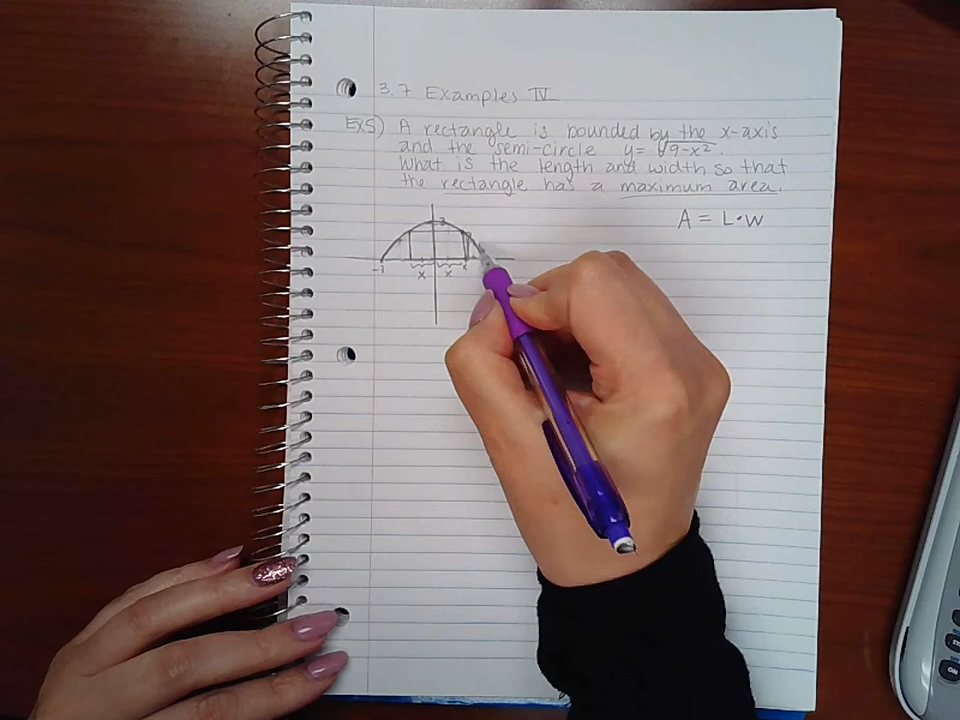 3.7 Examples IV
EX5) A rectangle is bounded by the x-axis
and the semi-circle y = √9-x².
What is the length and width so that
the rectangle has a maximum area.
A = L·W
3
-3
x x